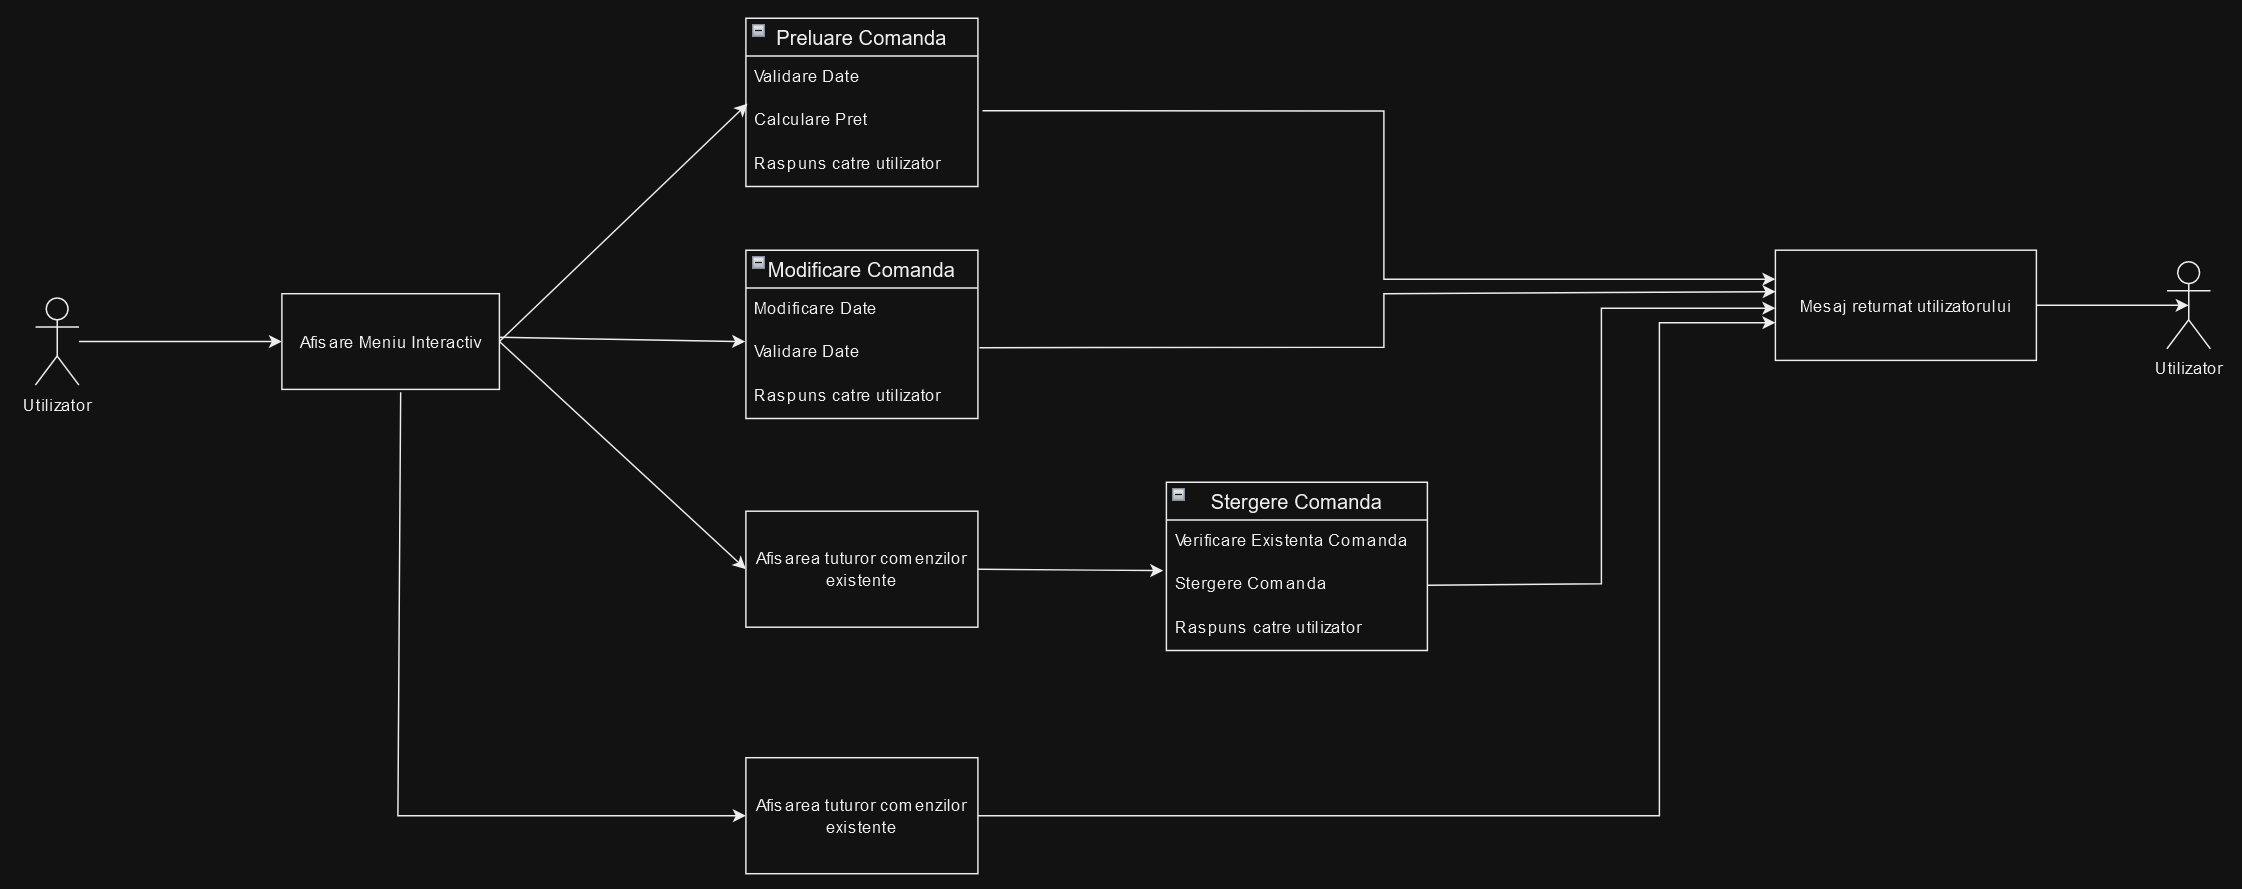 Utilizator
Afisare Meniu Interactiv
Preluare Comanda
Validare Date
Calculare Pret
Raspuns catre utilizator
Modificare Comanda
Modificare Date
Validare Date
Raspuns catre utilizator
Afisarea tuturor comenzilor
existente
Stergere Comanda
Verificare Existenta Comanda
Stergere Comanda
Raspuns catre utilizator
Afisarea tuturor comenzilor
existente
Mesaj returnat utilizatorului
Utilizator